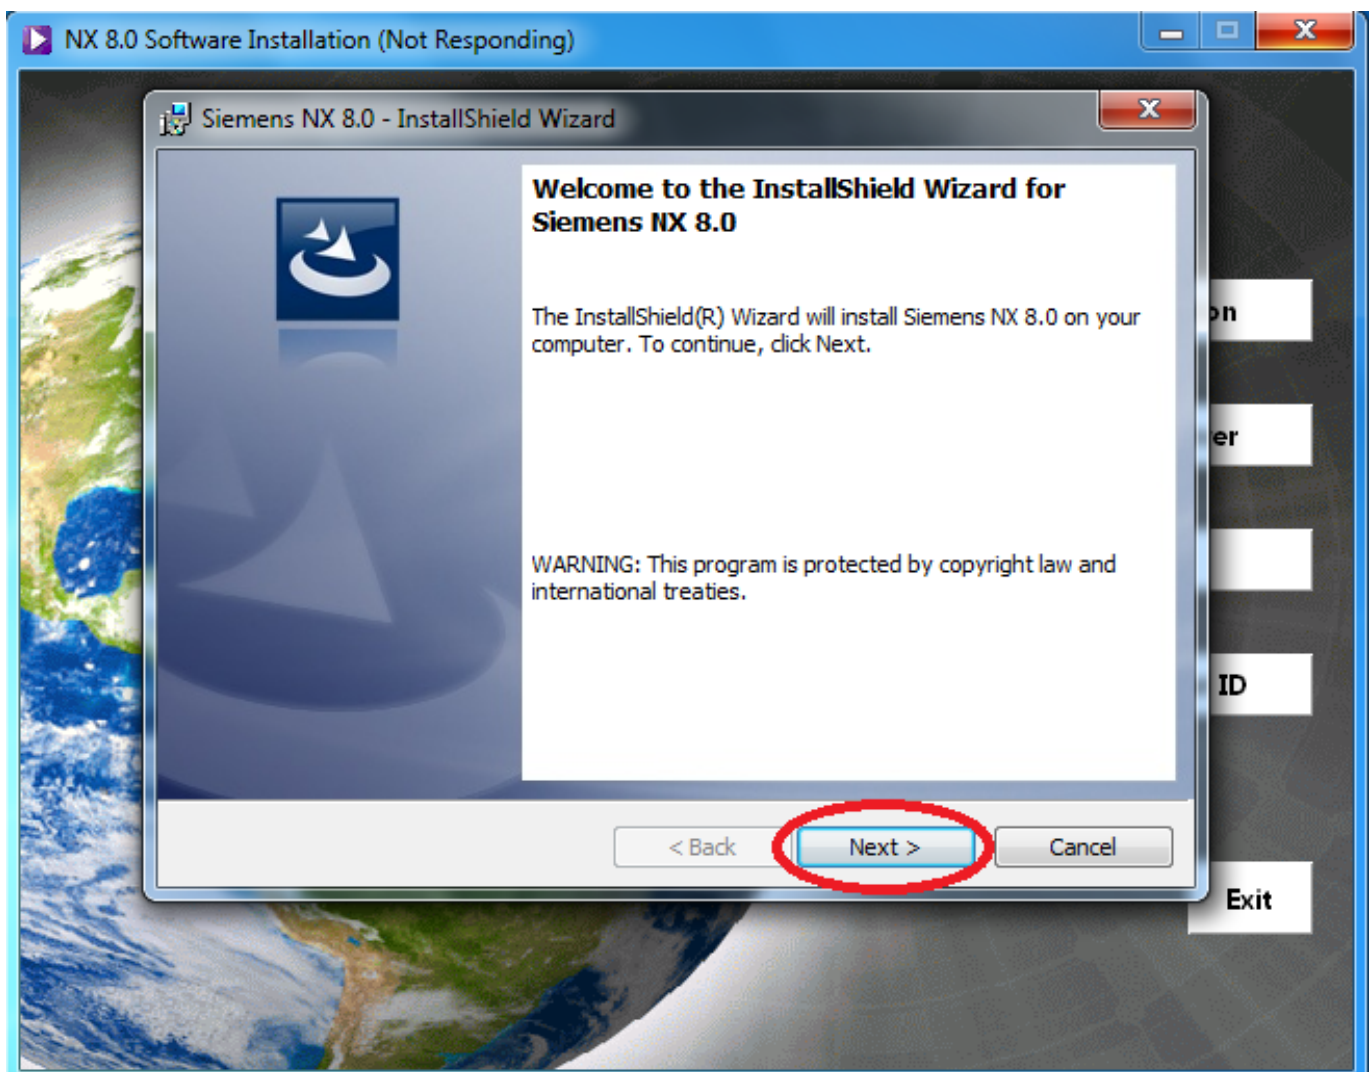 NX 8.0 Software Installation (Not Responding)
Siemens NX 8.0 - InstallShield Wizard
Welcome to the InstallShield Wizard for
Siemens NX 8.0
The InstallShield(R) Wizard will install Siemens NX 8.0 on your
computer. To continue, click Next.
WARNING: This program is protected by copyright law and
international treaties.
< Back
Next >
Cancel
on
er
ID
Exit